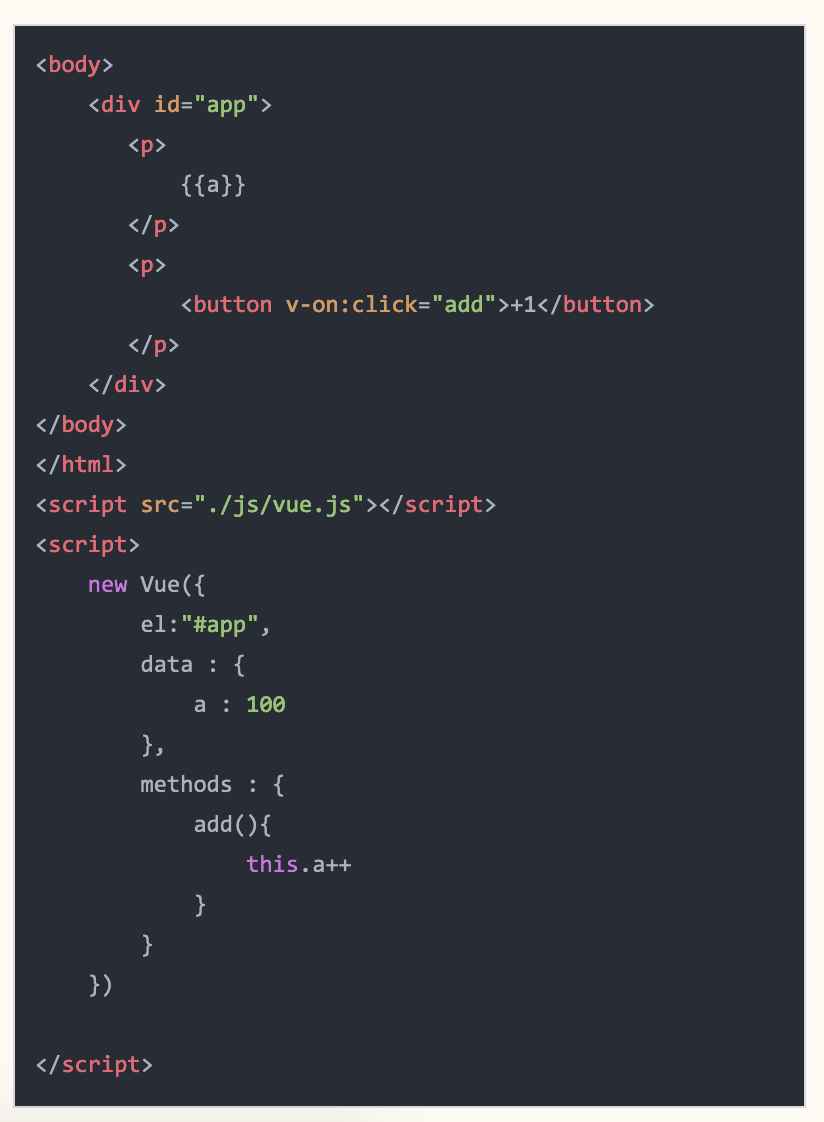 <body>
    <div id="app">
       <p>
           {{a}}
       </p>
       <p>
           <button v-on:click="add">+1</button>
       </p>
    </div>
</body>
</html>
<script src="./js/vue.js"></script>
<script>
    new Vue({
        el:"#app",
        data : {
            a : 100
        },
        methods : {
            add(){
                this.a++
            }
        }
    })
</script>